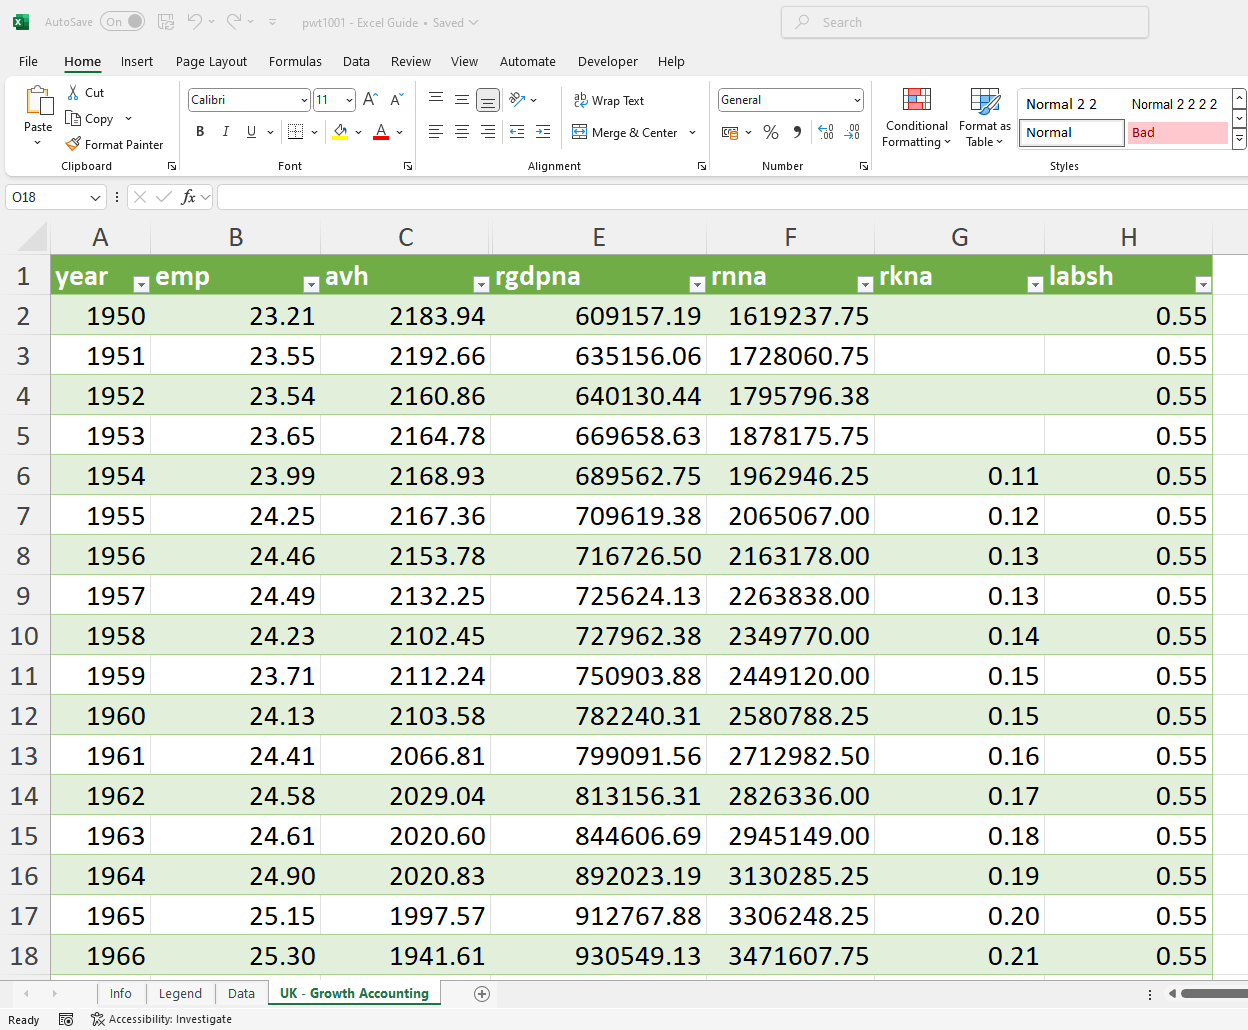 AutoSave On pwt1001 - Excel Guide • Saved Search
File Home Insert Page Layout Formulas Data Review View Automate Developer Help
Paste Cut Copy Format Painter
Clipboard
Calibri 11
B I U A
Font
Wrap Text
Merge & Center
Alignment
General
%
Number
Conditional Formatting
Format as Table
Normal 2 2 Normal 2 2 2 2
Normal Bad
Styles
O18 fx
A B C E F G H
1 year emp avh rgdpna rnna rkna labsh
2 1950 23.21 2183.94 609157.19 1619237.75 0.55
3 1951 23.55 2192.66 635156.06 1728060.75 0.55
4 1952 23.54 2160.86 640130.44 1795796.38 0.55
5 1953 23.65 2164.78 669658.63 1878175.75 0.55
6 1954 23.99 2168.93 689562.75 1962946.25 0.11 0.55
7 1955 24.25 2167.36 709619.38 2065067.00 0.12 0.55
8 1956 24.46 2153.78 716726.50 2163178.00 0.13 0.55
9 1957 24.49 2132.25 725624.13 2263838.00 0.13 0.55
10 1958 24.23 2102.45 727962.38 2349770.00 0.14 0.55
11 1959 23.71 2112.24 750903.88 2449120.00 0.15 0.55
12 1960 24.13 2103.58 782240.31 2580788.25 0.15 0.55
13 1961 24.41 2066.81 799091.56 2712982.50 0.16 0.55
14 1962 24.58 2029.04 813156.31 2826336.00 0.17 0.55
15 1963 24.61 2020.60 844606.69 2945149.00 0.18 0.55
16 1964 24.90 2020.83 892023.19 3130285.25 0.19 0.55
17 1965 25.15 1997.57 912767.88 3306248.25 0.20 0.55
18 1966 25.30 1941.61 930549.13 3471607.75 0.21 0.55
Info Legend Data UK - Growth Accounting
Ready Accessibility: Investigate